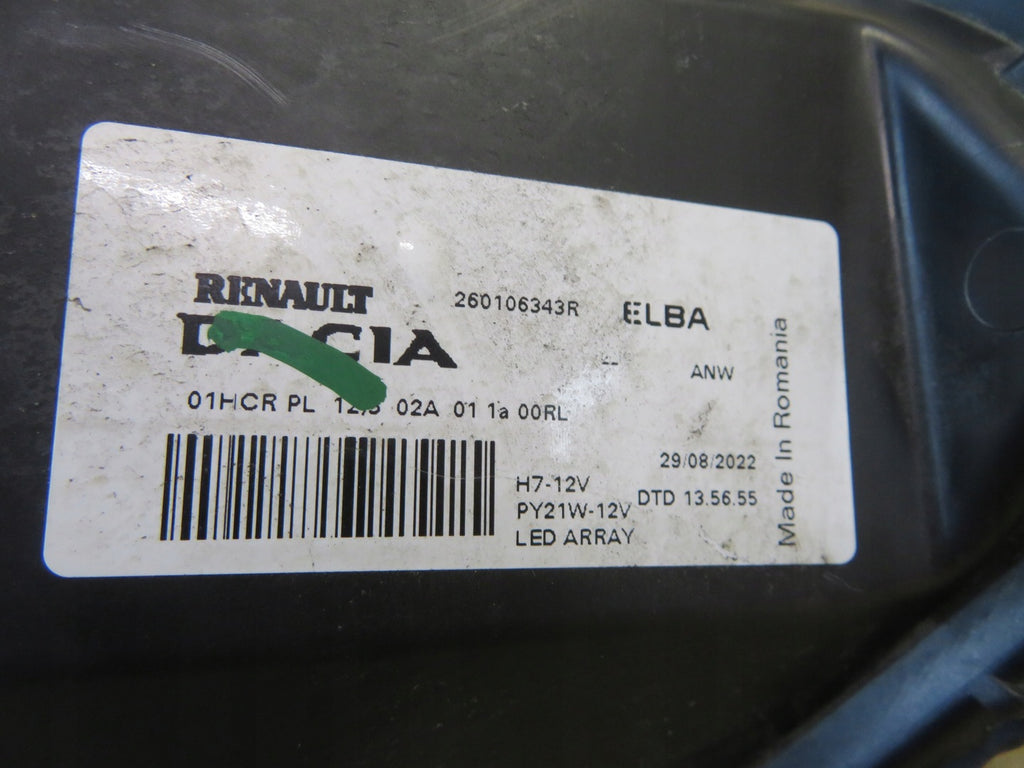 RENAULT
260106343R
ELBA
DACIA
--
ANW
01HCR PL 02A 01 1a 00RL
29/08/2022
H7-12V
DTD 13.56.55
PY21W-12V
LED ARRAY
Made In Romania